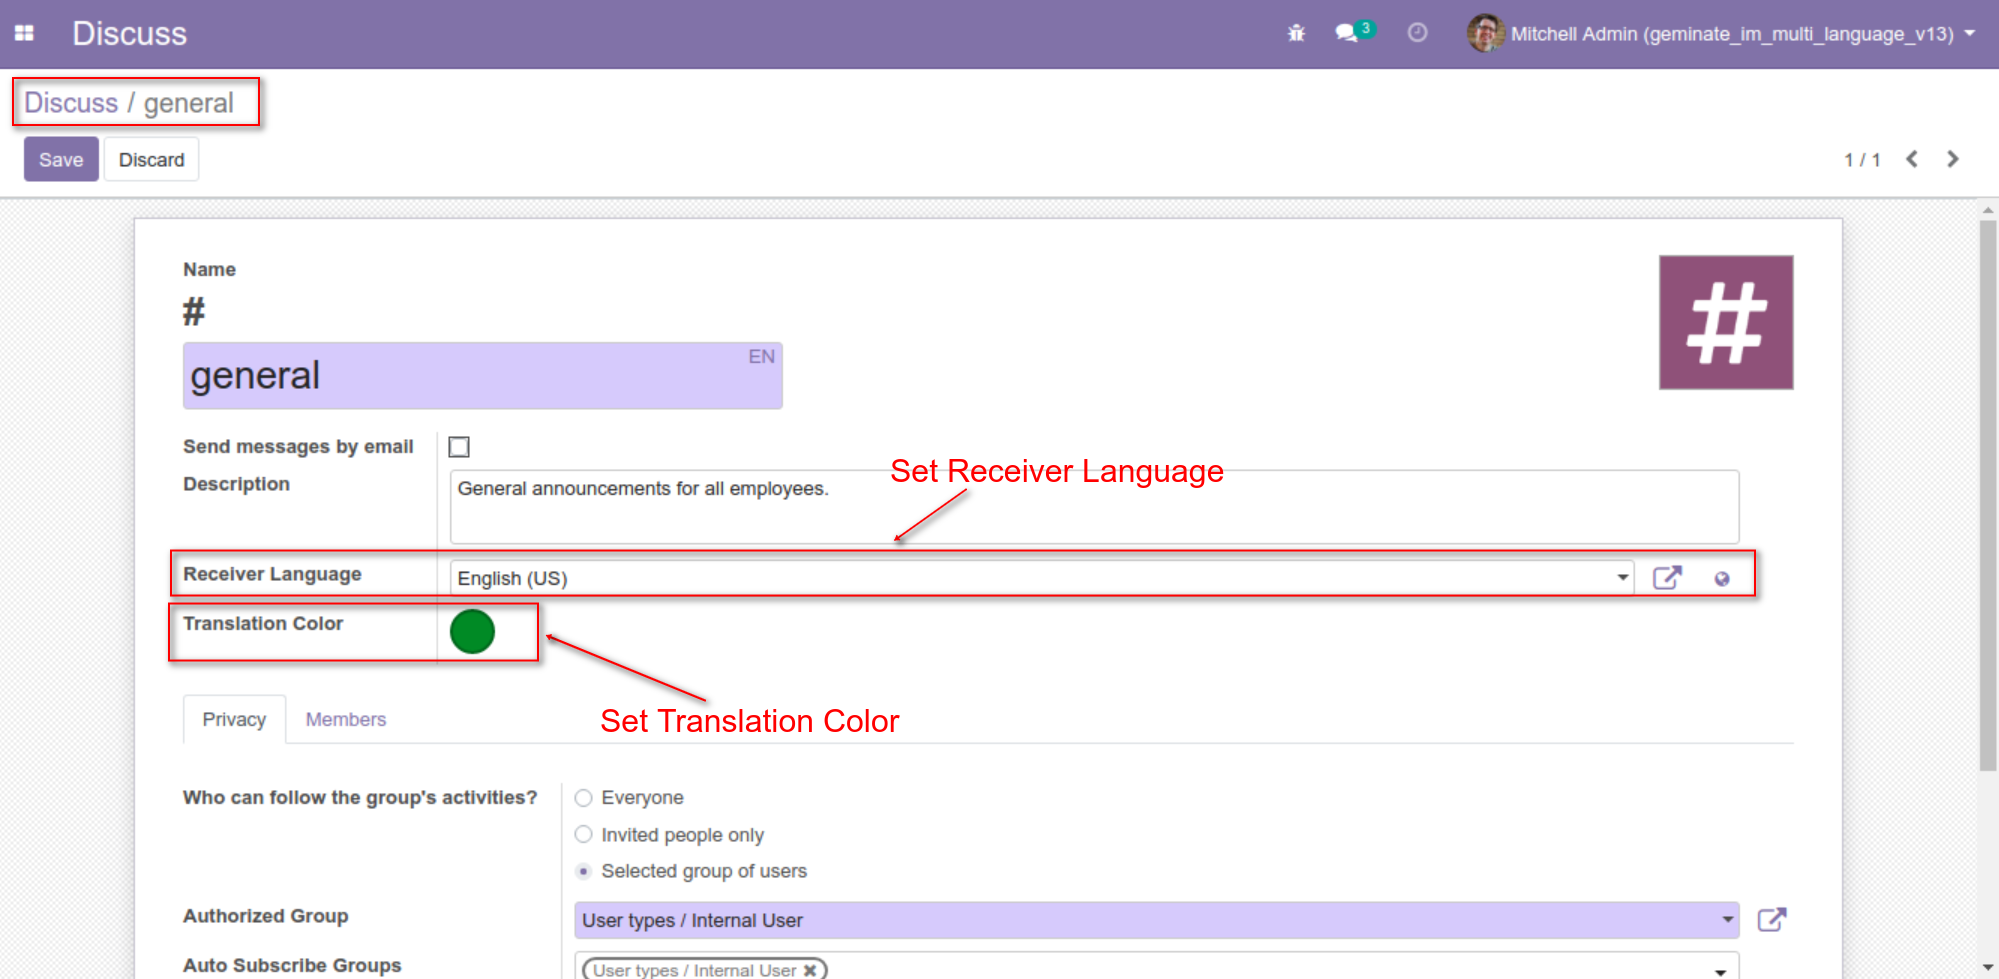 Discuss
3
Mitchell Admin (geminate_im_multi_language_v13)
Discuss / general
Save
Discard
1 / 1
Name
#
general
EN
#
Send messages by email
Description
General announcements for all employees.
Set Receiver Language
Receiver Language
English (US)
Translation Color
Set Translation Color
Privacy
Members
Who can follow the group's activities?
Everyone
Invited people only
Selected group of users
Authorized Group
User types / Internal User
Auto Subscribe Groups
User types / Internal User